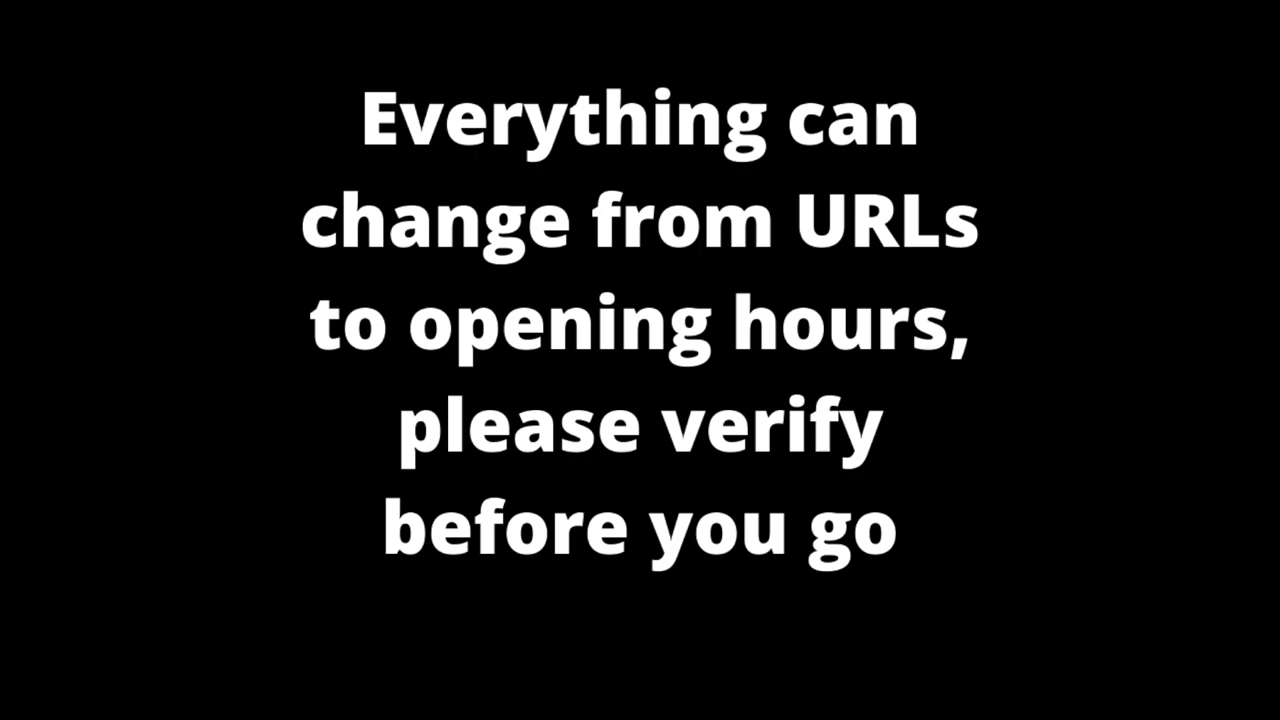 Everything can
change from URLs
to opening hours,
please verify
before you go